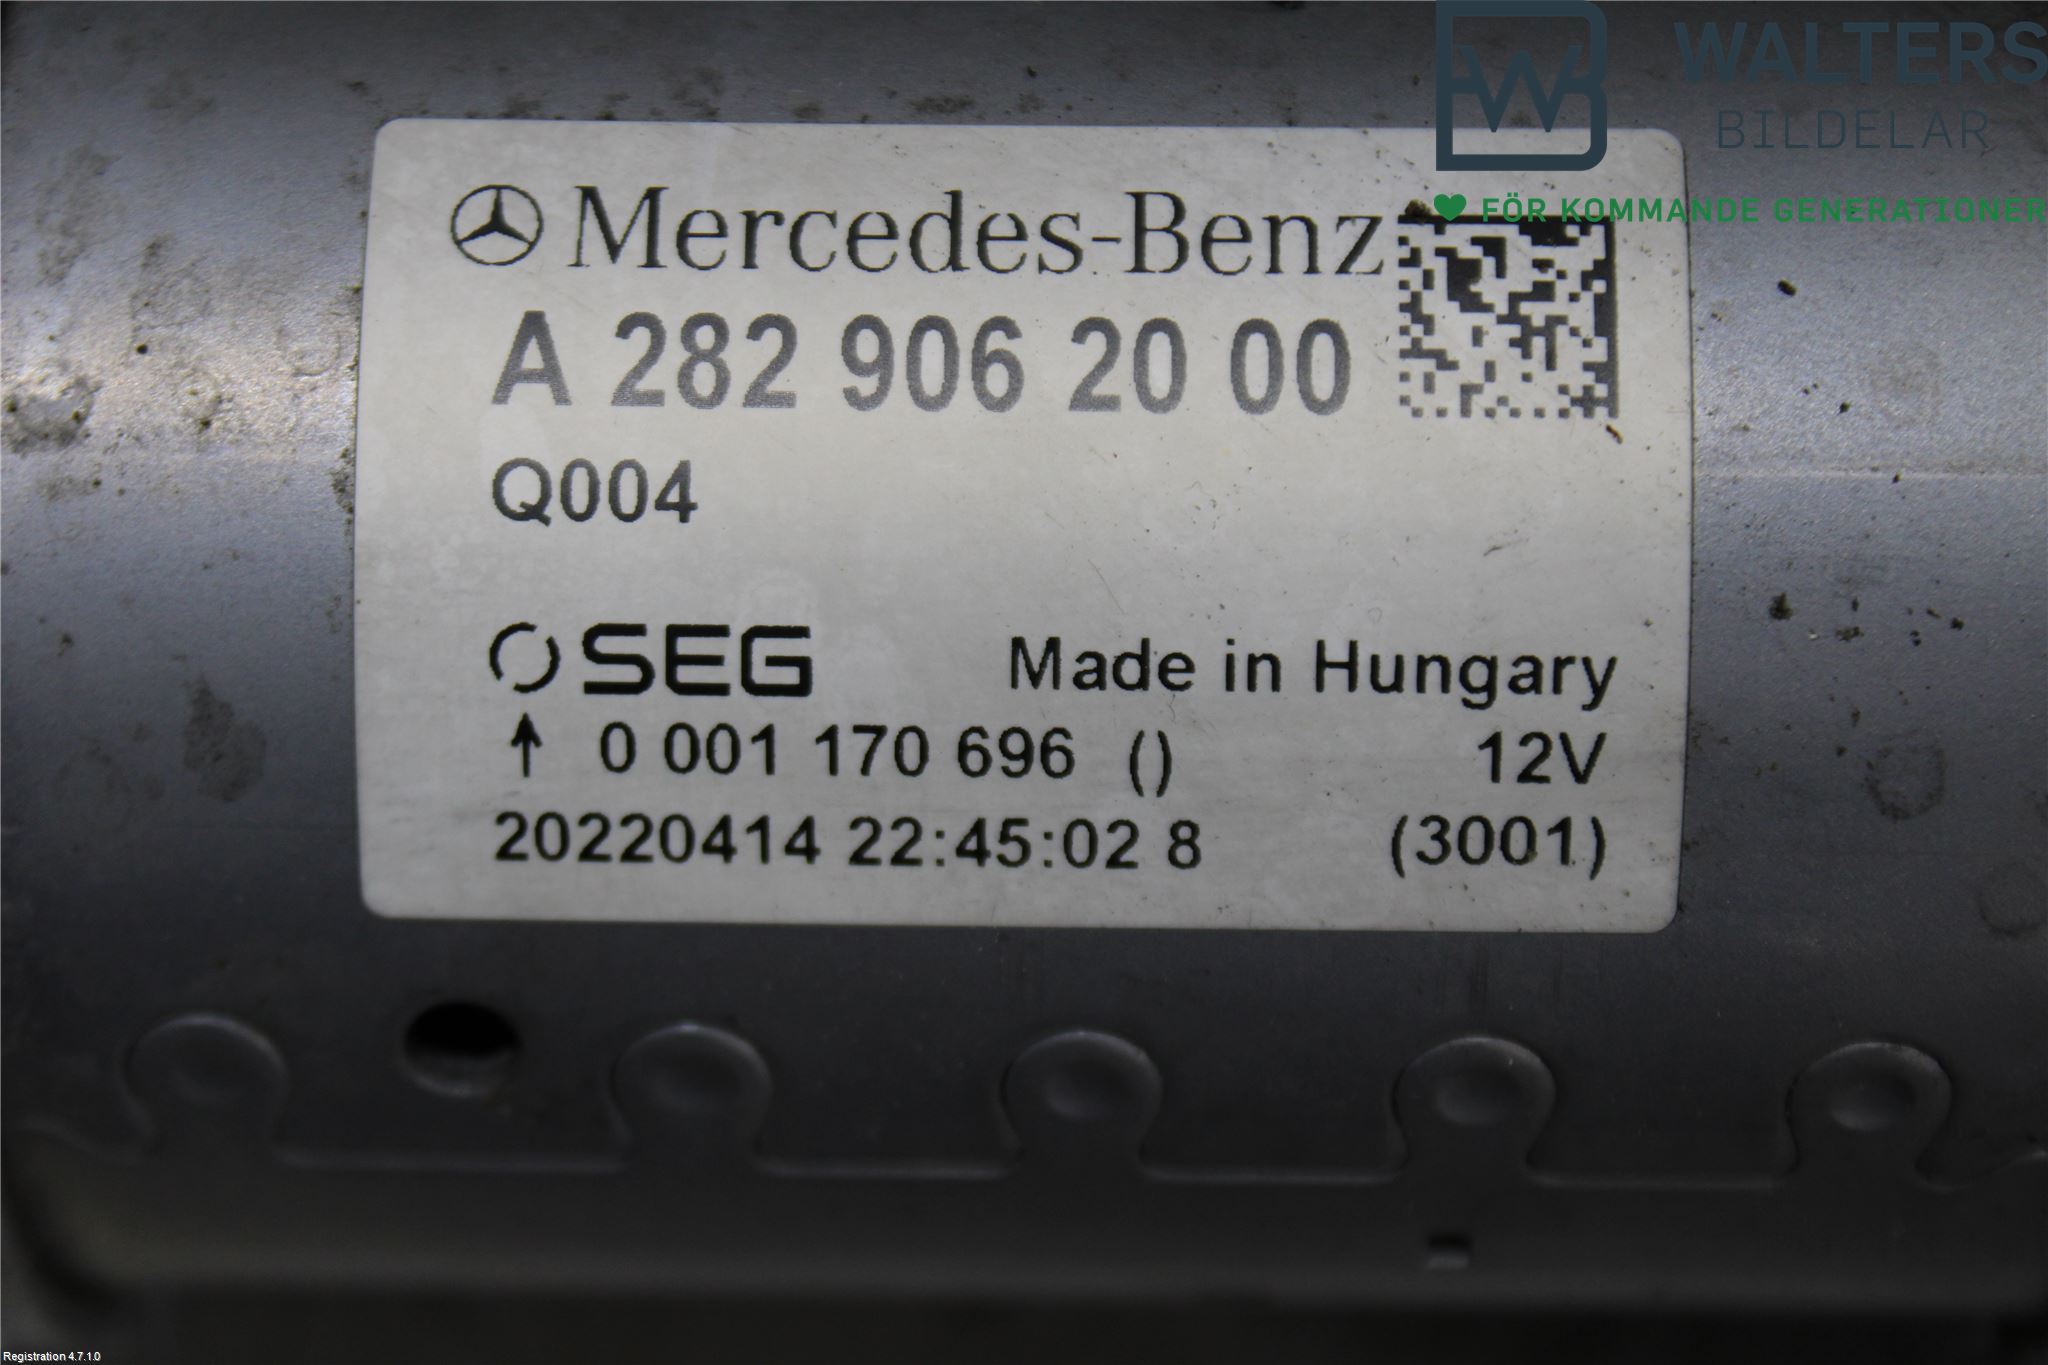 WALTERS
BILDELAR
FÖR KOMMANDE GENERATIONER
Mercedes-Benz
A 282 906 20 00
Q004
SEG Made in Hungary
↑ 0 001 170 696 () 12V
20220414 22:45:02 8 (3001)
Registration 4.7.1.0